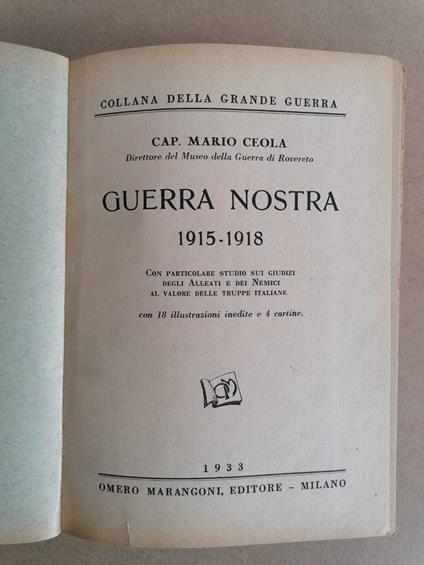 COLLANA DELLA GRANDE GUERRA
CAP. MARIO CEOLA
Direttore del Museo della Guerra di Rovereto
GUERRA NOSTRA
1915-1918
CON PARTICOLARE STUDIO SUI GIUDIZI
DEGLI ALLEATI E DEI NEMICI
AL VALORE DELLE TRUPPE ITALIANE
con 18 illustrazioni inedite e 4 cartine.
OM
1933
OMERO MARANGONI, EDITORE - MILANO